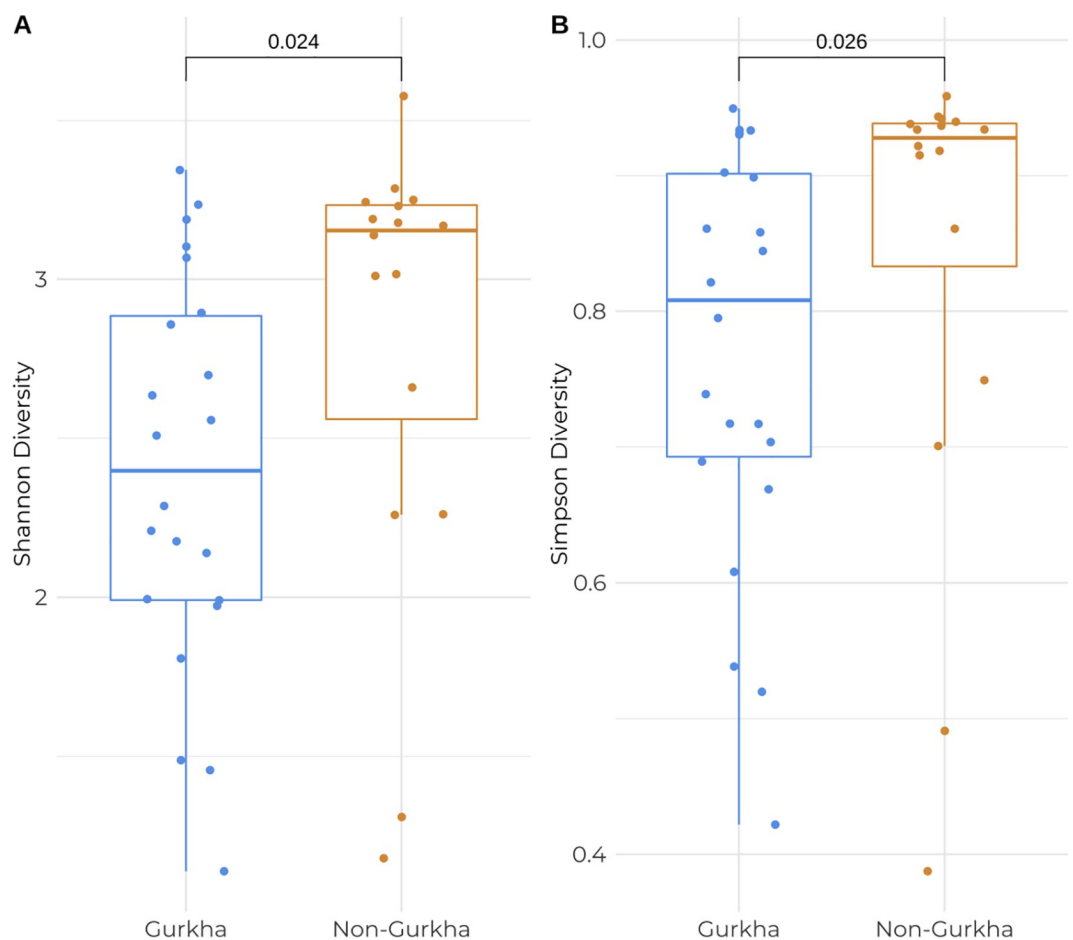 A
0.024
Shannon Diversity
3
2
Gurkha
Non-Gurkha
B
0.026
Simpson Diversity
1.0
0.8
0.6
0.4
Gurkha
Non-Gurkha